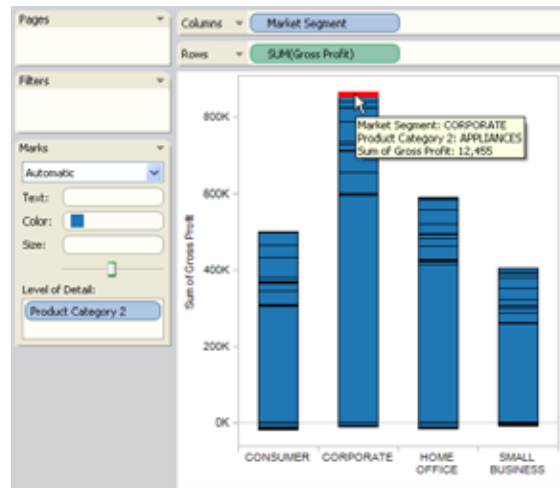 Pages
Columns
Market Segment
Rows
SUM(Gross Profit)
Filters
Marks
Automatic
Text:
Color:
Size:
Level of Detail:
Product Category 2
Sum of Gross Profit
800K
600K
400K
200K
0K
Market Segment: CORPORATE
Product Category 2: APPLIANCES
Sum of Gross Profit: 12,455
CONSUMER
CORPORATE
HOME
OFFICE
SMALL
BUSINESS